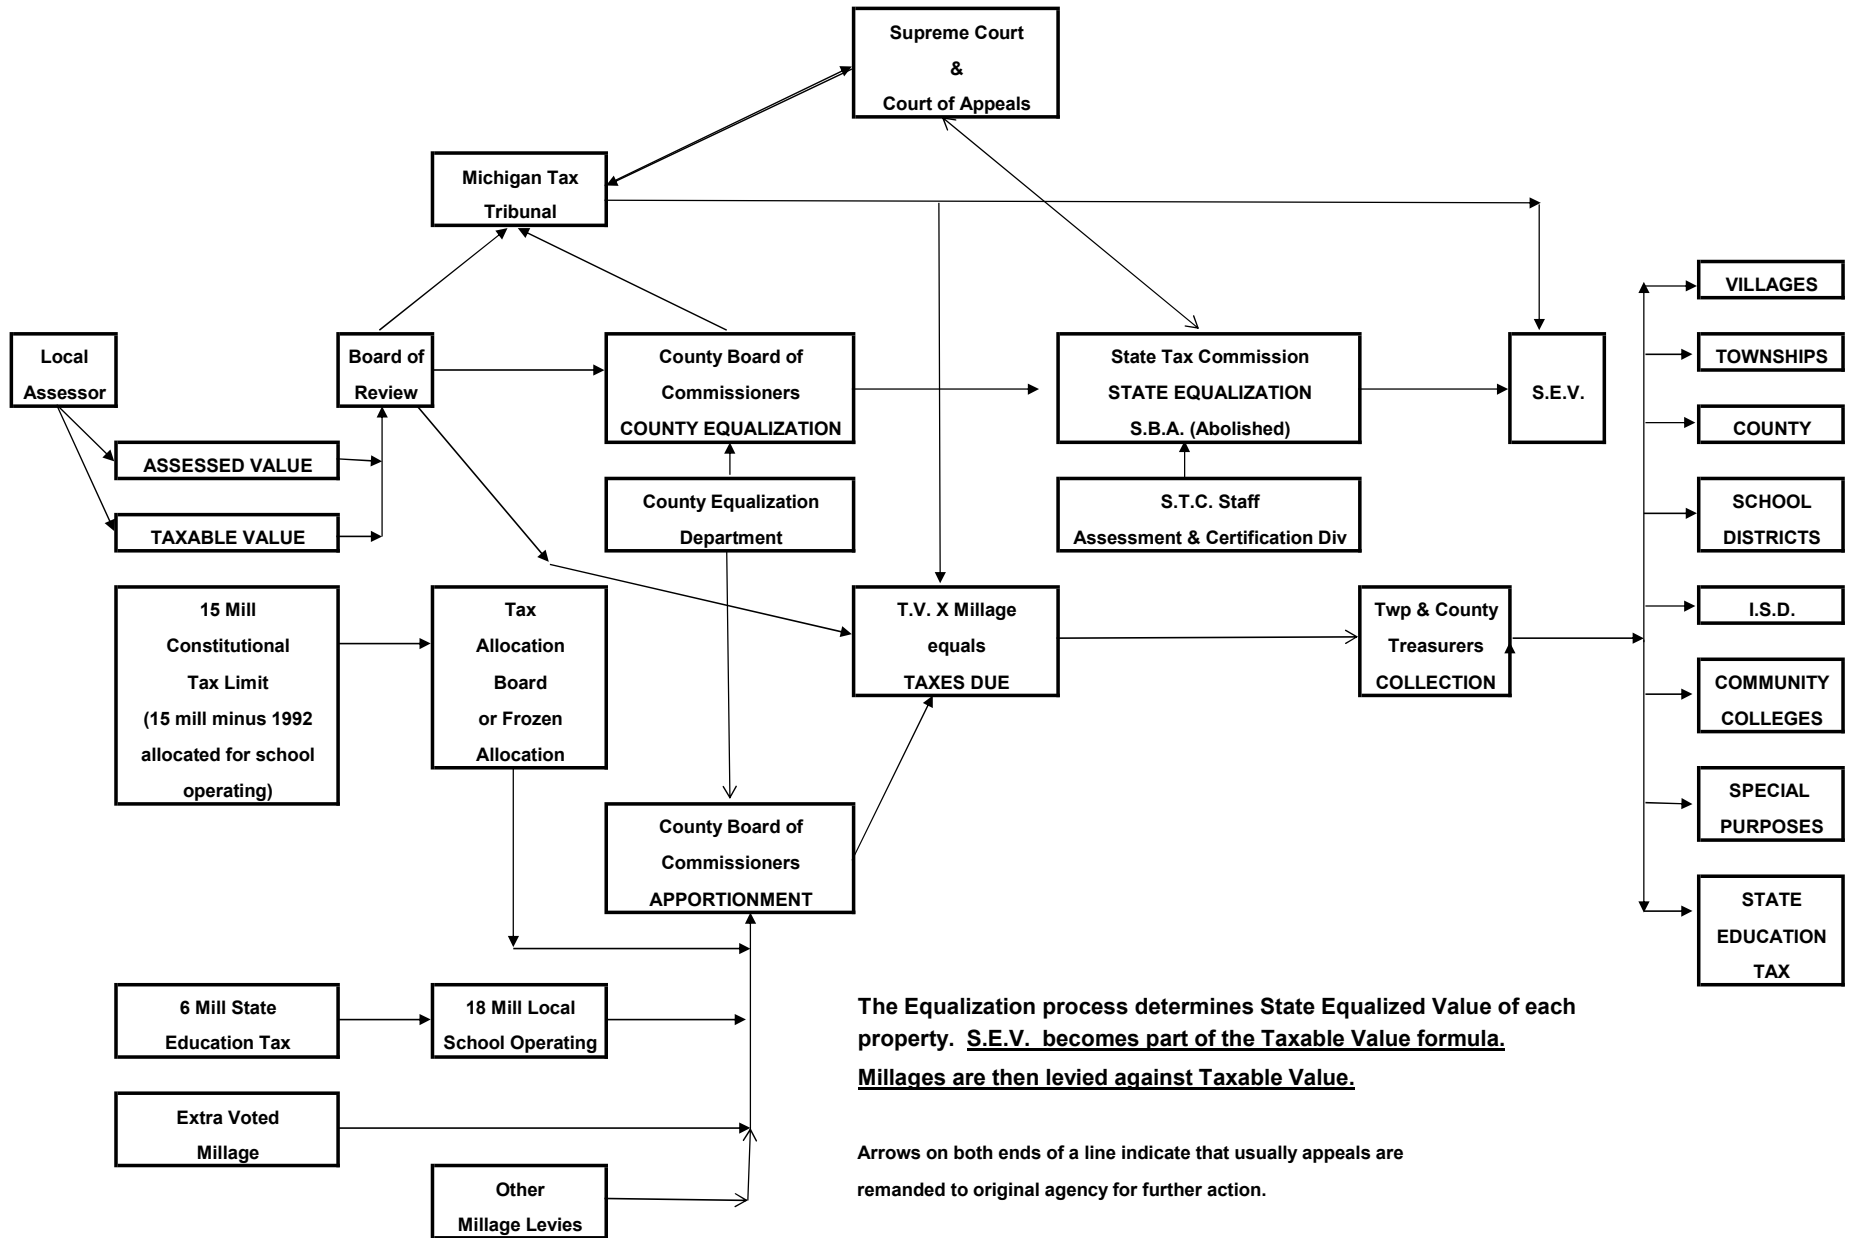 Supreme Court
&
Court of Appeals
Michigan Tax
Tribunal
VILLAGES
Local
Assessor
Board of
Review
County Board of
Commissioners
COUNTY EQUALIZATION
State Tax Commission
STATE EQUALIZATION
S.B.A. (Abolished)
S.E.V.
TOWNSHIPS
COUNTY
ASSESSED VALUE
TAXABLE VALUE
County Equalization
Department
S.T.C. Staff
Assessment & Certification Div
SCHOOL
DISTRICTS
15 Mill
Constitutional
Tax Limit
(15 mill minus 1992
allocated for school
operating)
Tax
Allocation
Board
or Frozen
Allocation
T.V. X Millage
equals
TAXES DUE
Twp & County
Treasurers
COLLECTION
I.S.D.
COMMUNITY
COLLEGES
SPECIAL
PURPOSES
County Board of
Commissioners
APPORTIONMENT
STATE
EDUCATION
TAX
6 Mill State
Education Tax
18 Mill Local
School Operating
Extra Voted
Millage
Other
Millage Levies
The Equalization process determines State Equalized Value of each
property. S.E.V. becomes part of the Taxable Value formula.
Millages are then levied against Taxable Value.
Arrows on both ends of a line indicate that usually appeals are
remanded to original agency for further action.